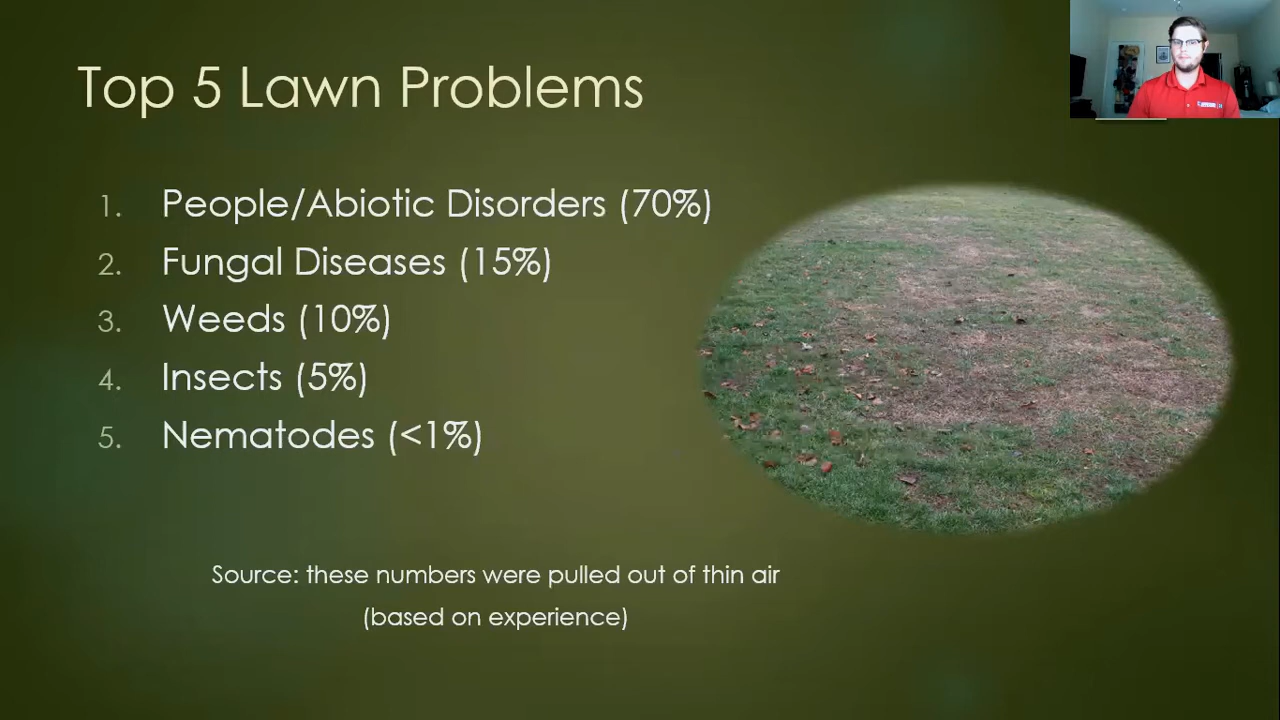 Top 5 Lawn Problems
1. People/Abiotic Disorders (70%)
2. Fungal Diseases (15%)
3. Weeds (10%)
4. Insects (5%)
5. Nematodes (<1%)
Source: these numbers were pulled out of thin air
(based on experience)